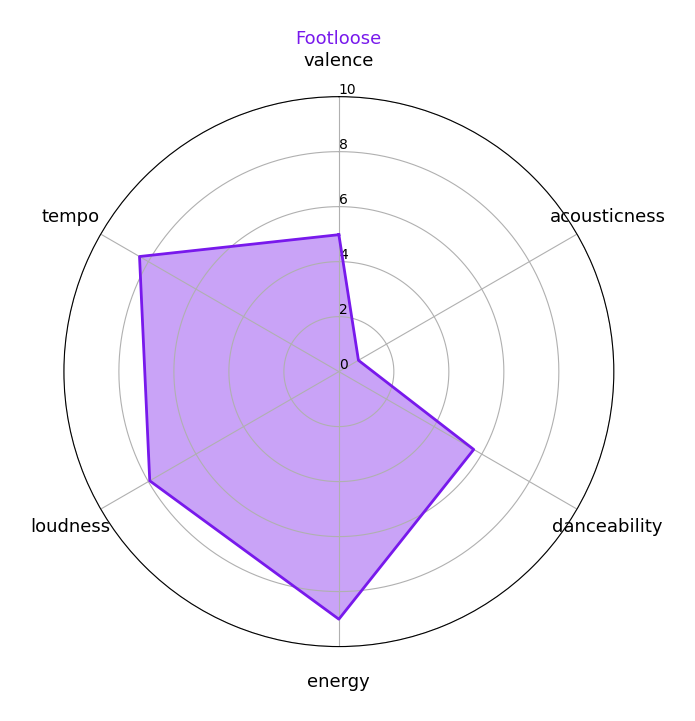 Footloose
valence
10
8
6
4
2
0
tempo
acousticness
loudness
danceability
energy